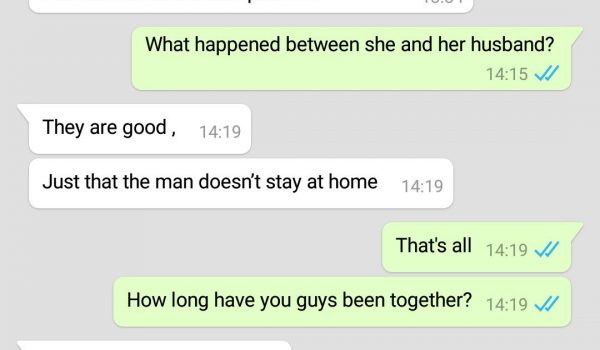 What happened between she and her husband?
14:15
They are good , 14:19
Just that the man doesn't stay at home 14:19
That's all 14:19
How long have you guys been together? 14:19